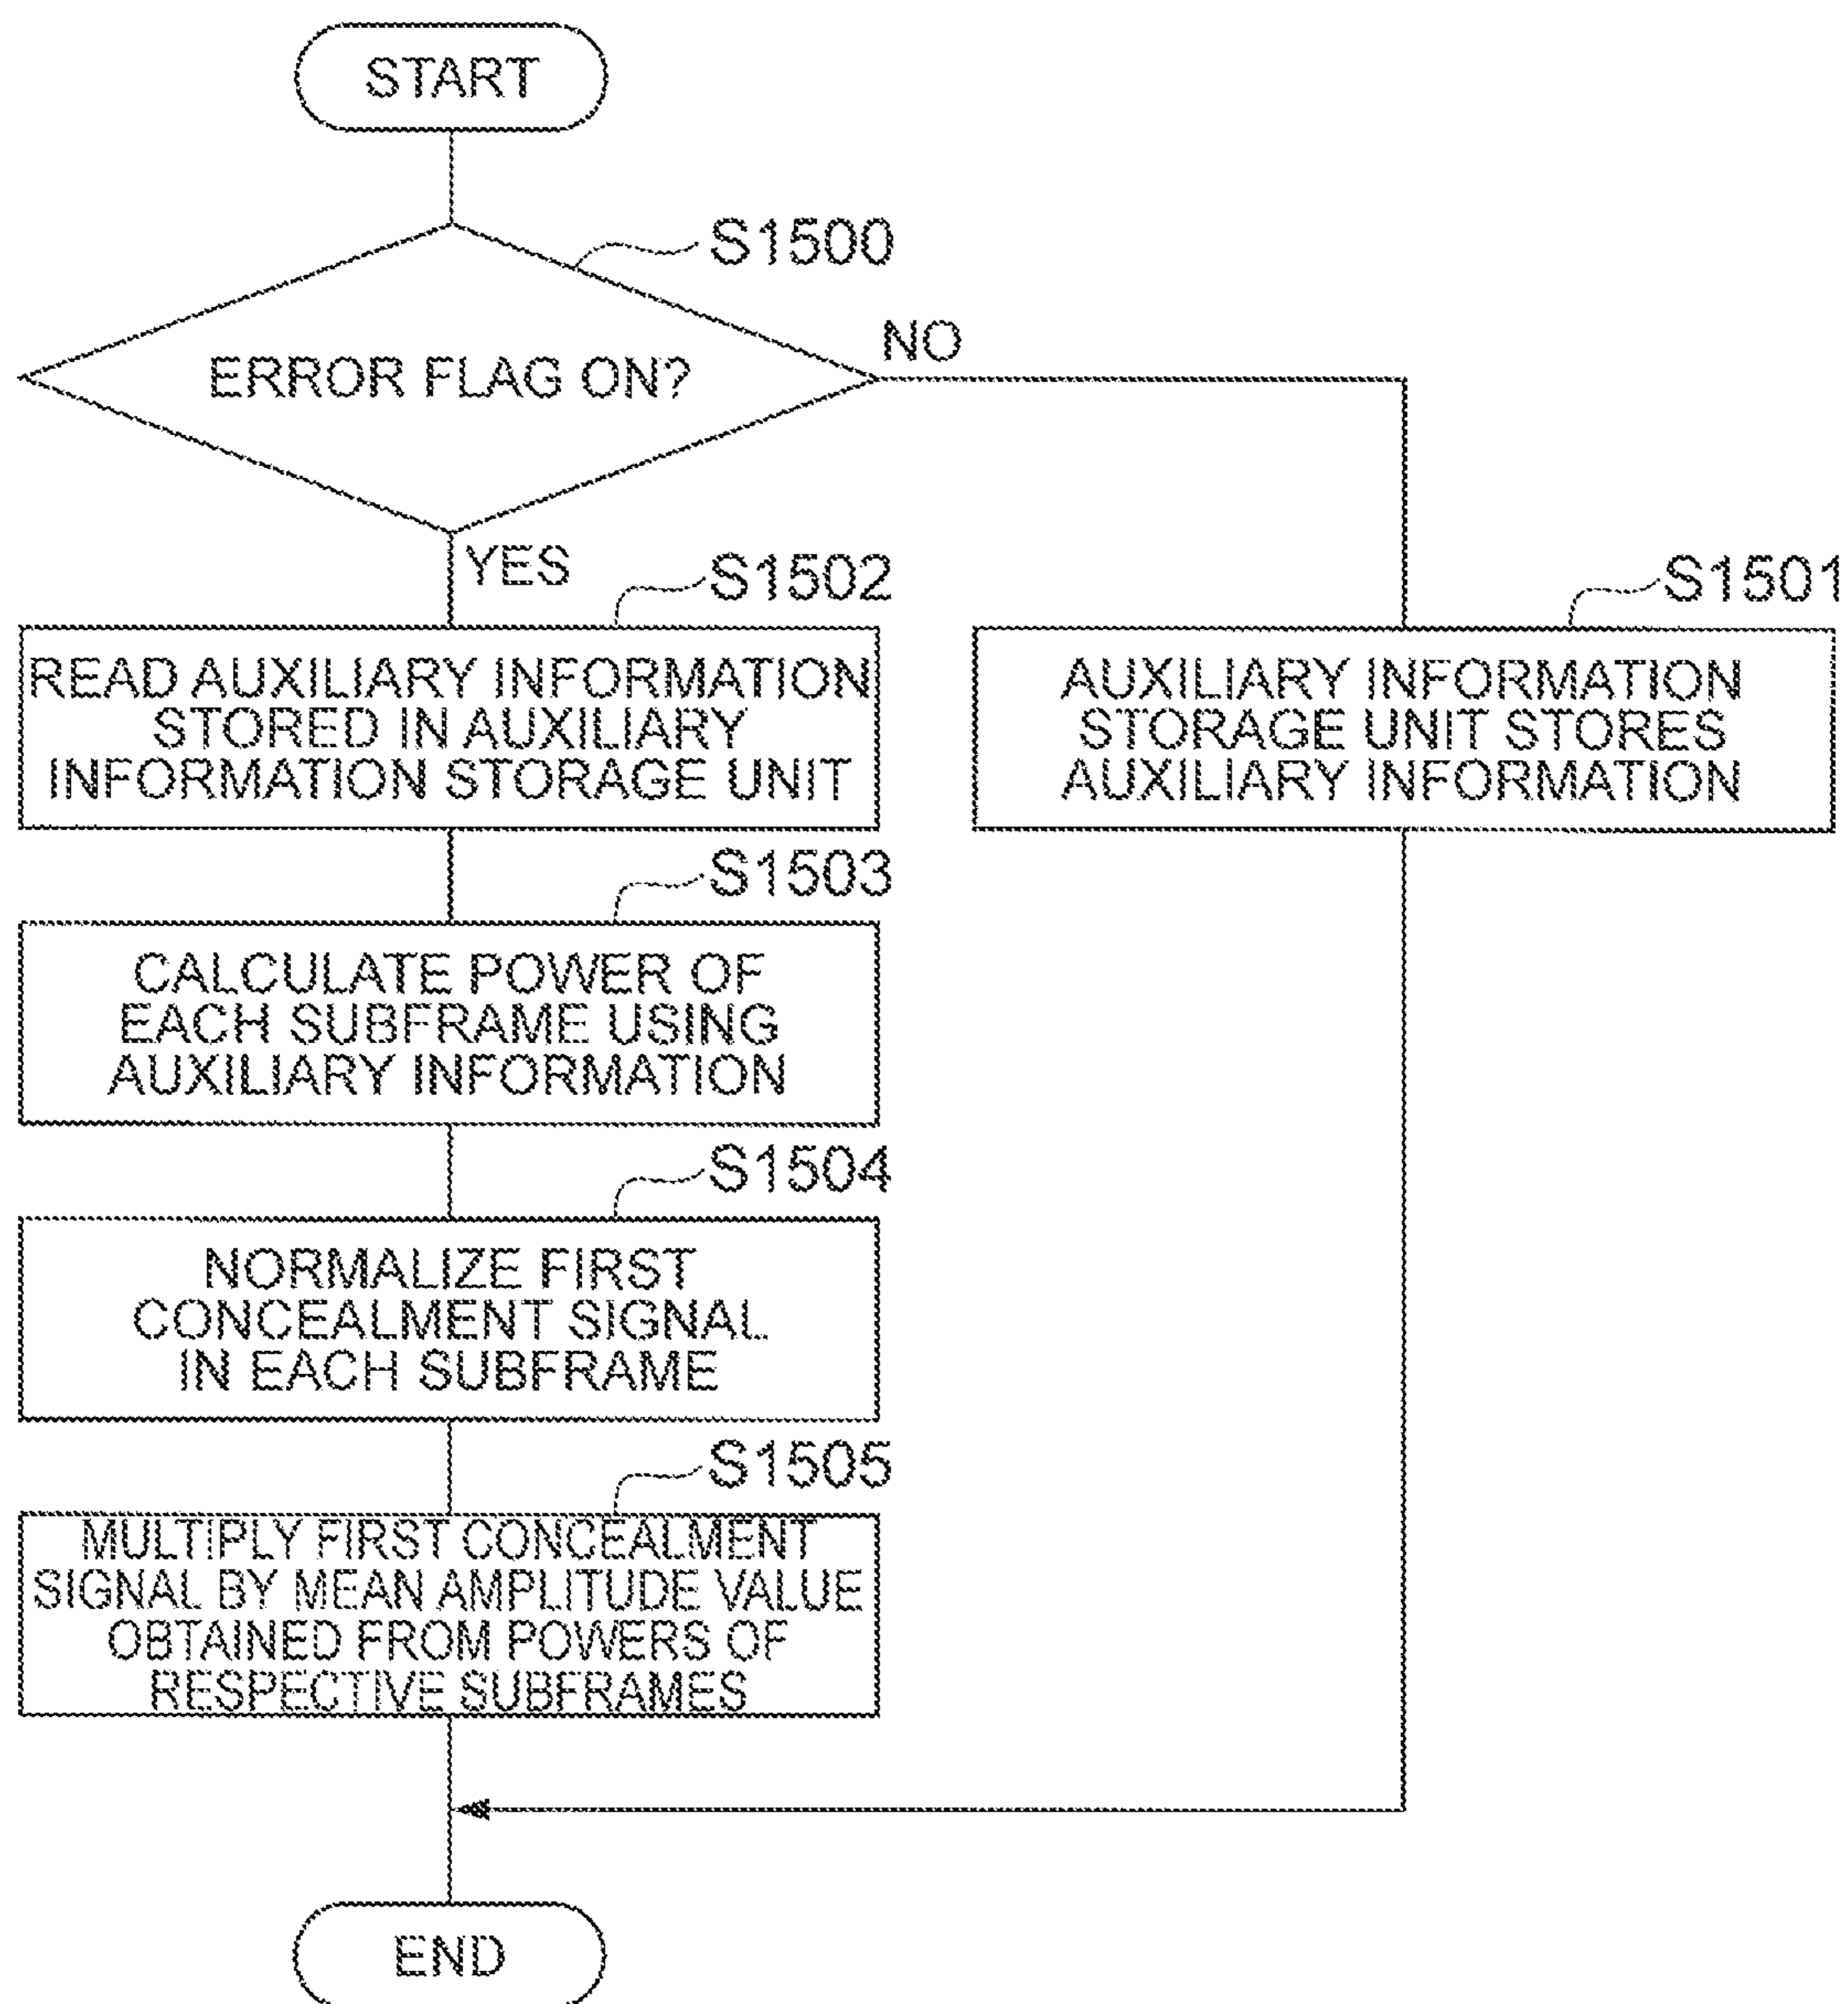 START
S1500
ERROR FLAG ON?
NO
YES
S1502
READ AUXILIARY INFORMATION
STORED IN AUXILIARY
INFORMATION STORAGE UNIT
S1501
AUXILIARY INFORMATION
STORAGE UNIT STORES
AUXILIARY INFORMATION
S1503
CALCULATE POWER OF
EACH SUBFRAME USING
AUXILIARY INFORMATION
S1504
NORMALIZE FIRST
CONCEALMENT SIGNAL
IN EACH SUBFRAME
S1505
MULTIPLY FIRST CONCEALMENT
SIGNAL BY MEAN AMPLITUDE VALUE
OBTAINED FROM POWERS OF
RESPECTIVE SUBFRAMES
END